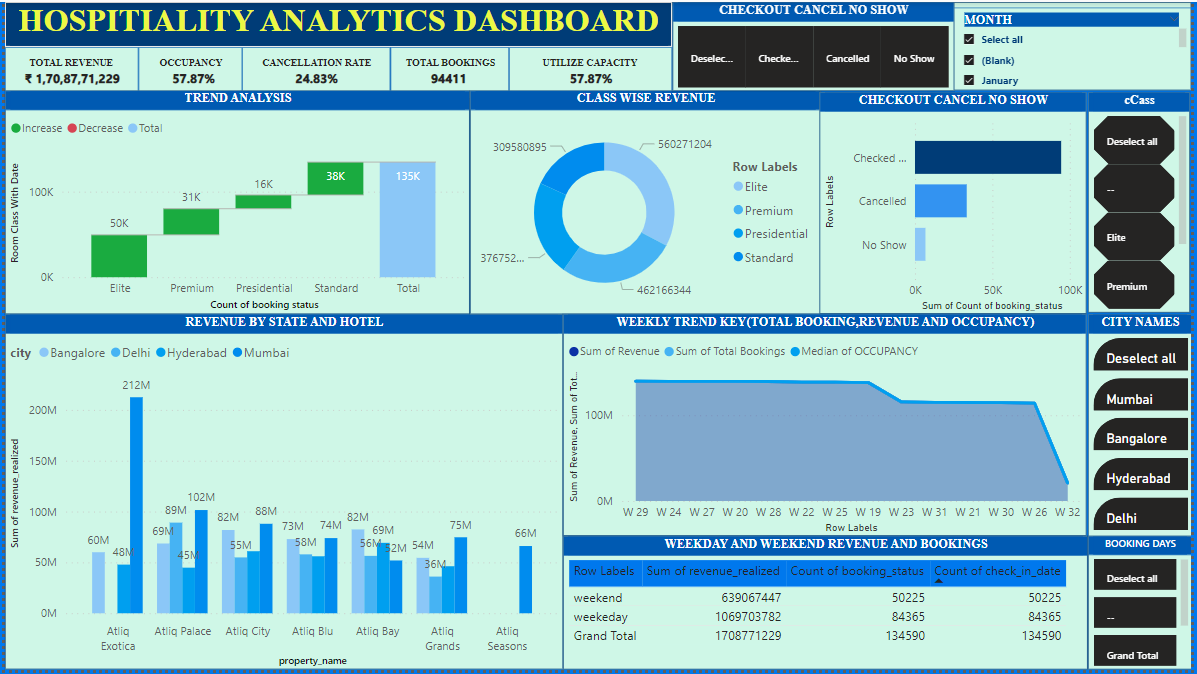 HOSPITIALITY ANALYTICS DASHBOARD
TOTAL REVENUE
₹ 1,70,87,71,229
OCCUPANCY
57.87%
CANCELLATION RATE
24.83%
TOTAL BOOKINGS
94411
UTILIZE CAPACITY
57.87%
CHECKOUT CANCEL NO SHOW
Deselec... Checke... Cancelled No Show
MONTH
Select all
(Blank)
January
TREND ANALYSIS
Increase Decrease Total
Room Class With Date
100K
0K
50K
31K
16K
38K
135K
Elite Premium Presidential Standard Total
Count of booking status
CLASS WISE REVENUE
309580895
560271204
376752...
462166344
Row Labels
Elite
Premium
Presidential
Standard
CHECKOUT CANCEL NO SHOW
Row Labels
Checked ...
Cancelled
No Show
0K 50K 100K
Sum of Count of booking_status
cCass
Deselect all
--
Elite
Premium
REVENUE BY STATE AND HOTEL
city Bangalore Delhi Hyderabad Mumbai
Sum of revenue_realized
200M
150M
100M
50M
0M
60M
48M
212M
69M
89M
45M
102M
82M
55M
88M
73M
58M
74M
82M
56M
69M
52M
54M
36M
75M
66M
Atliq Exotica
Atliq Palace
Atliq City
Atliq Blu
Atliq Bay
Atliq Grands
Atliq Seasons
property_name
WEEKLY TREND KEY(TOTAL BOOKING,REVENUE AND OCCUPANCY)
Sum of Revenue Sum of Total Bookings Median of OCCUPANCY
Sum of Revenue, Sum of Tot...
100M
0M
W 29 W 24 W 27 W 20 W 28 W 22 W 25 W 19 W 23 W 31 W 21 W 30 W 26 W 32
Row Labels
CITY NAMES
Deselect all
Mumbai
Bangalore
Hyderabad
Delhi
WEEKDAY AND WEEKEND REVENUE AND BOOKINGS
Row Labels Sum of revenue_realized Count of booking_status Count of check_in_date
weekend 639067447 50225 50225
weekeday 1069703782 84365 84365
Grand Total 1708771229 134590 134590
BOOKING DAYS
Deselect all
--
Grand Total